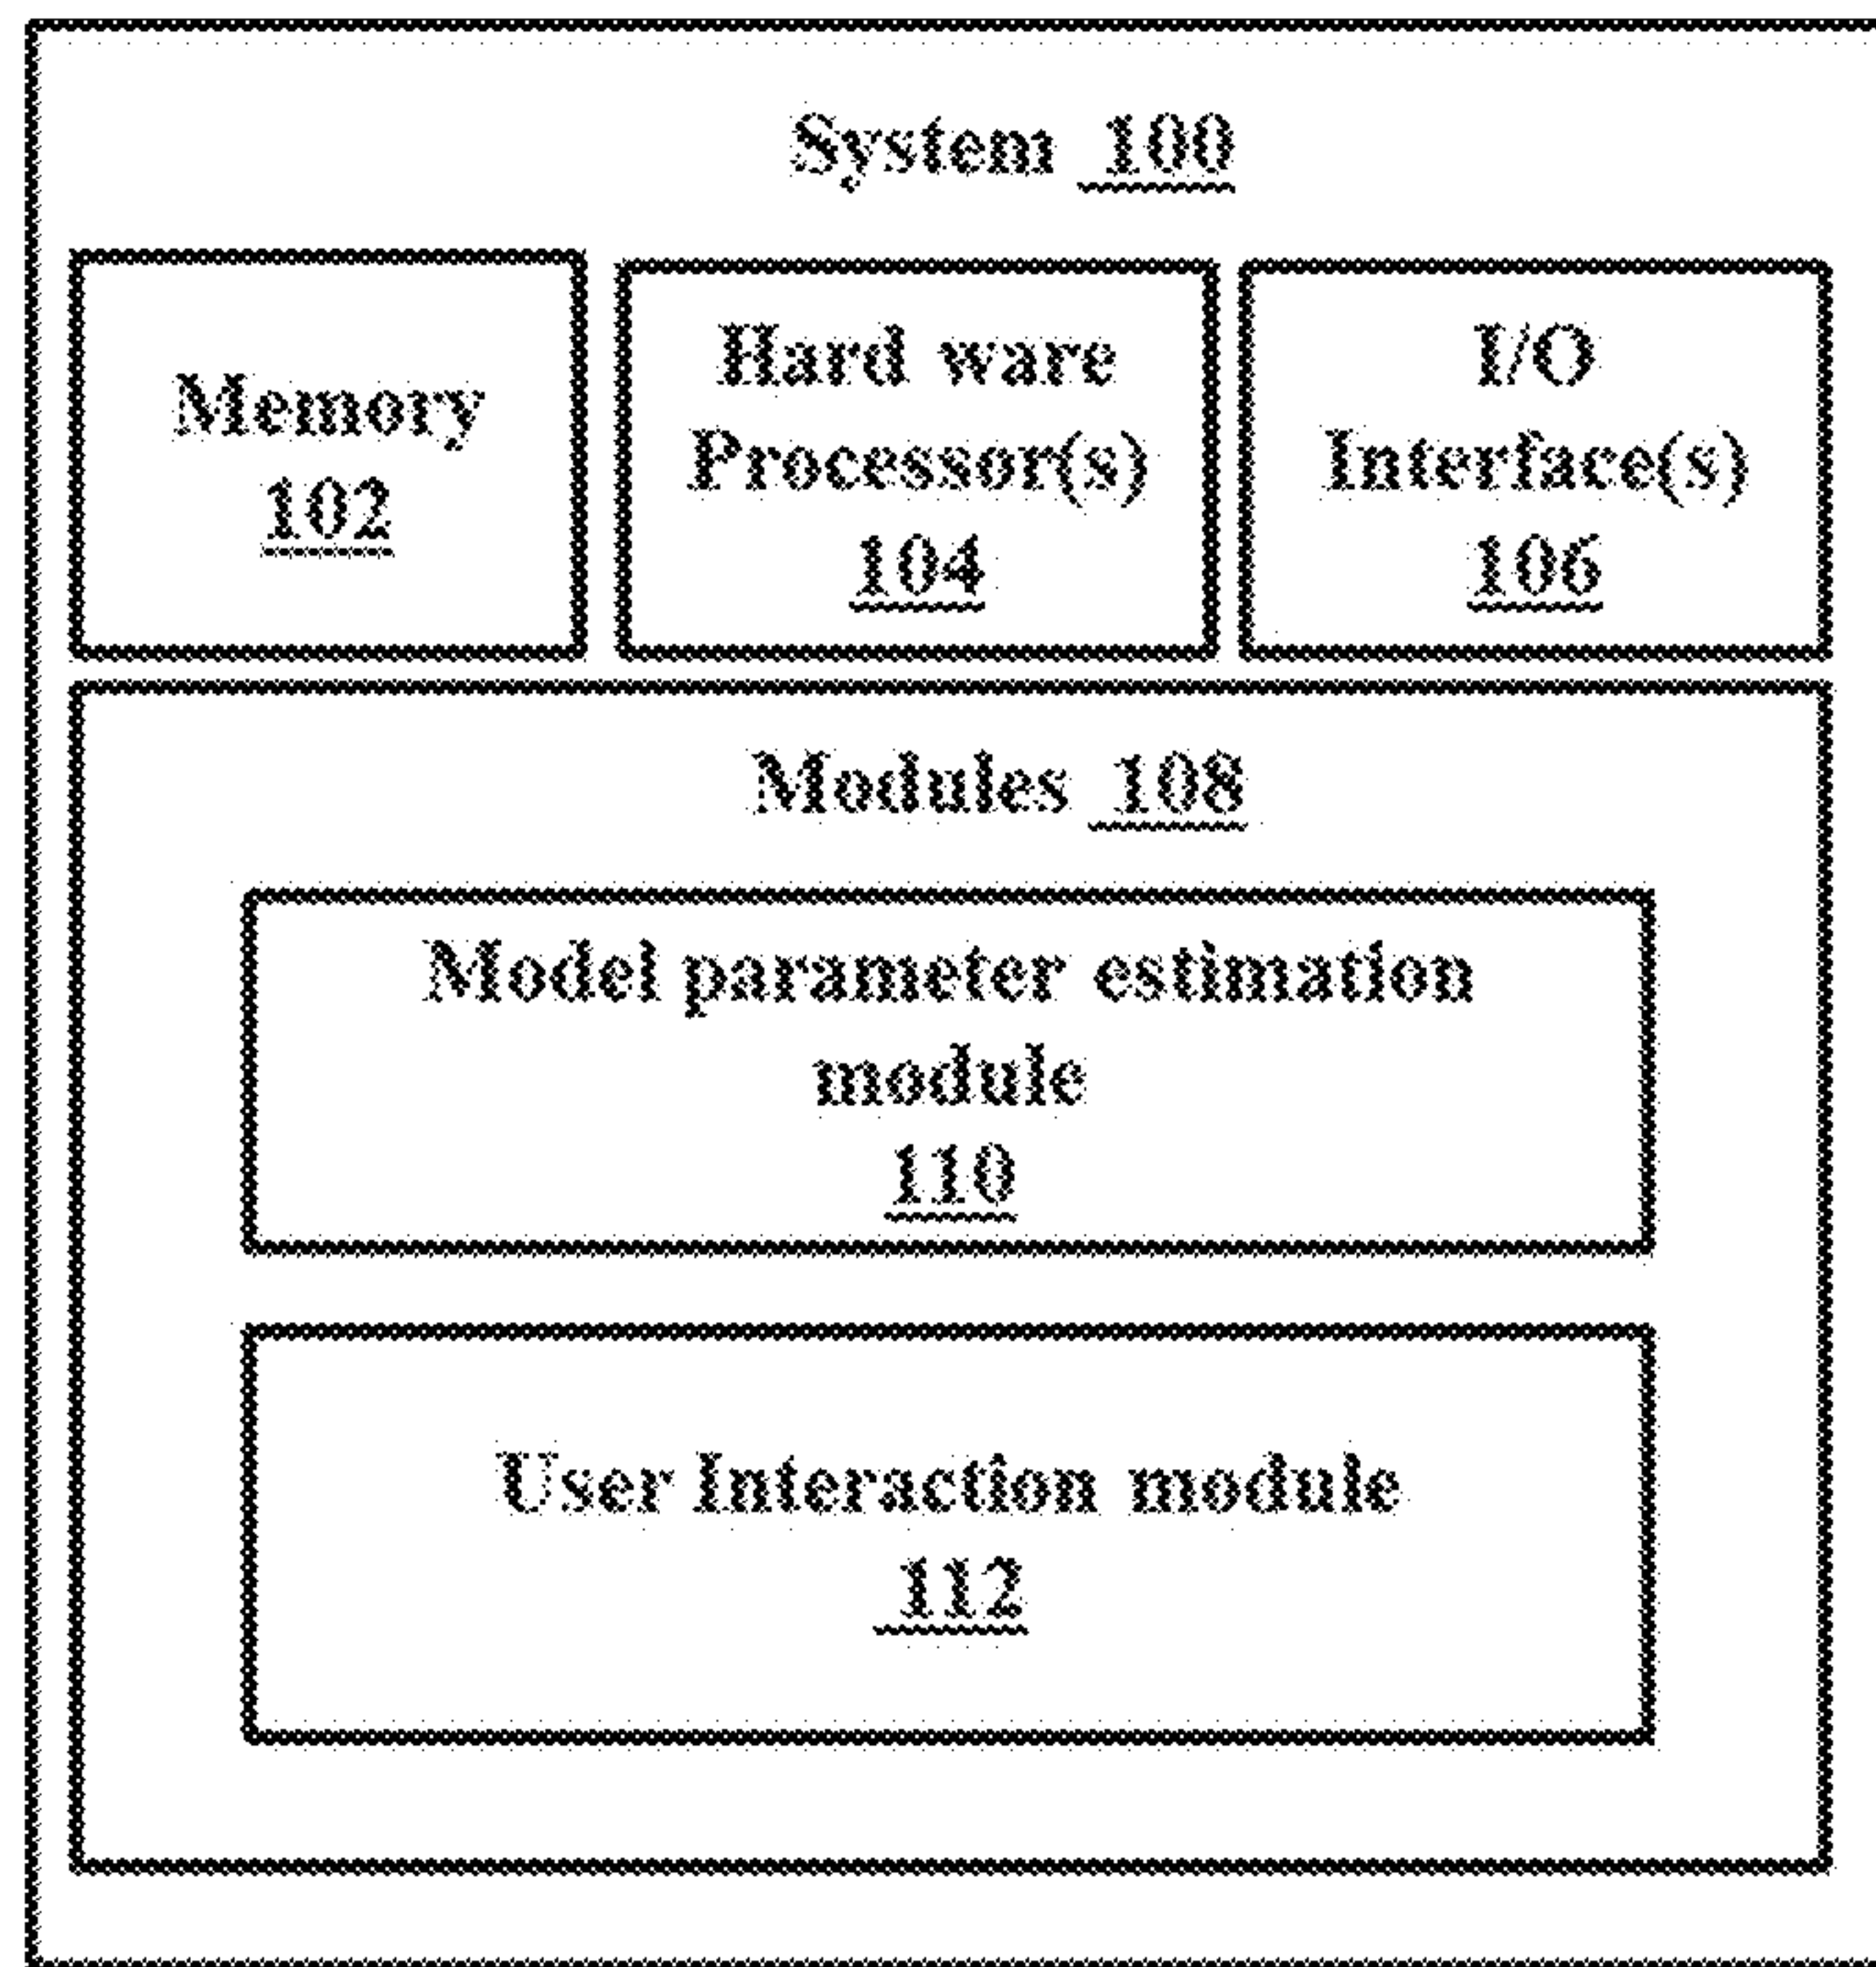 System 100
Memory
102
Hard ware
Processor(s)
104
I/O
Interface(s)
106
Modules 108
Model parameter estimation
module
110
User Interaction module
112